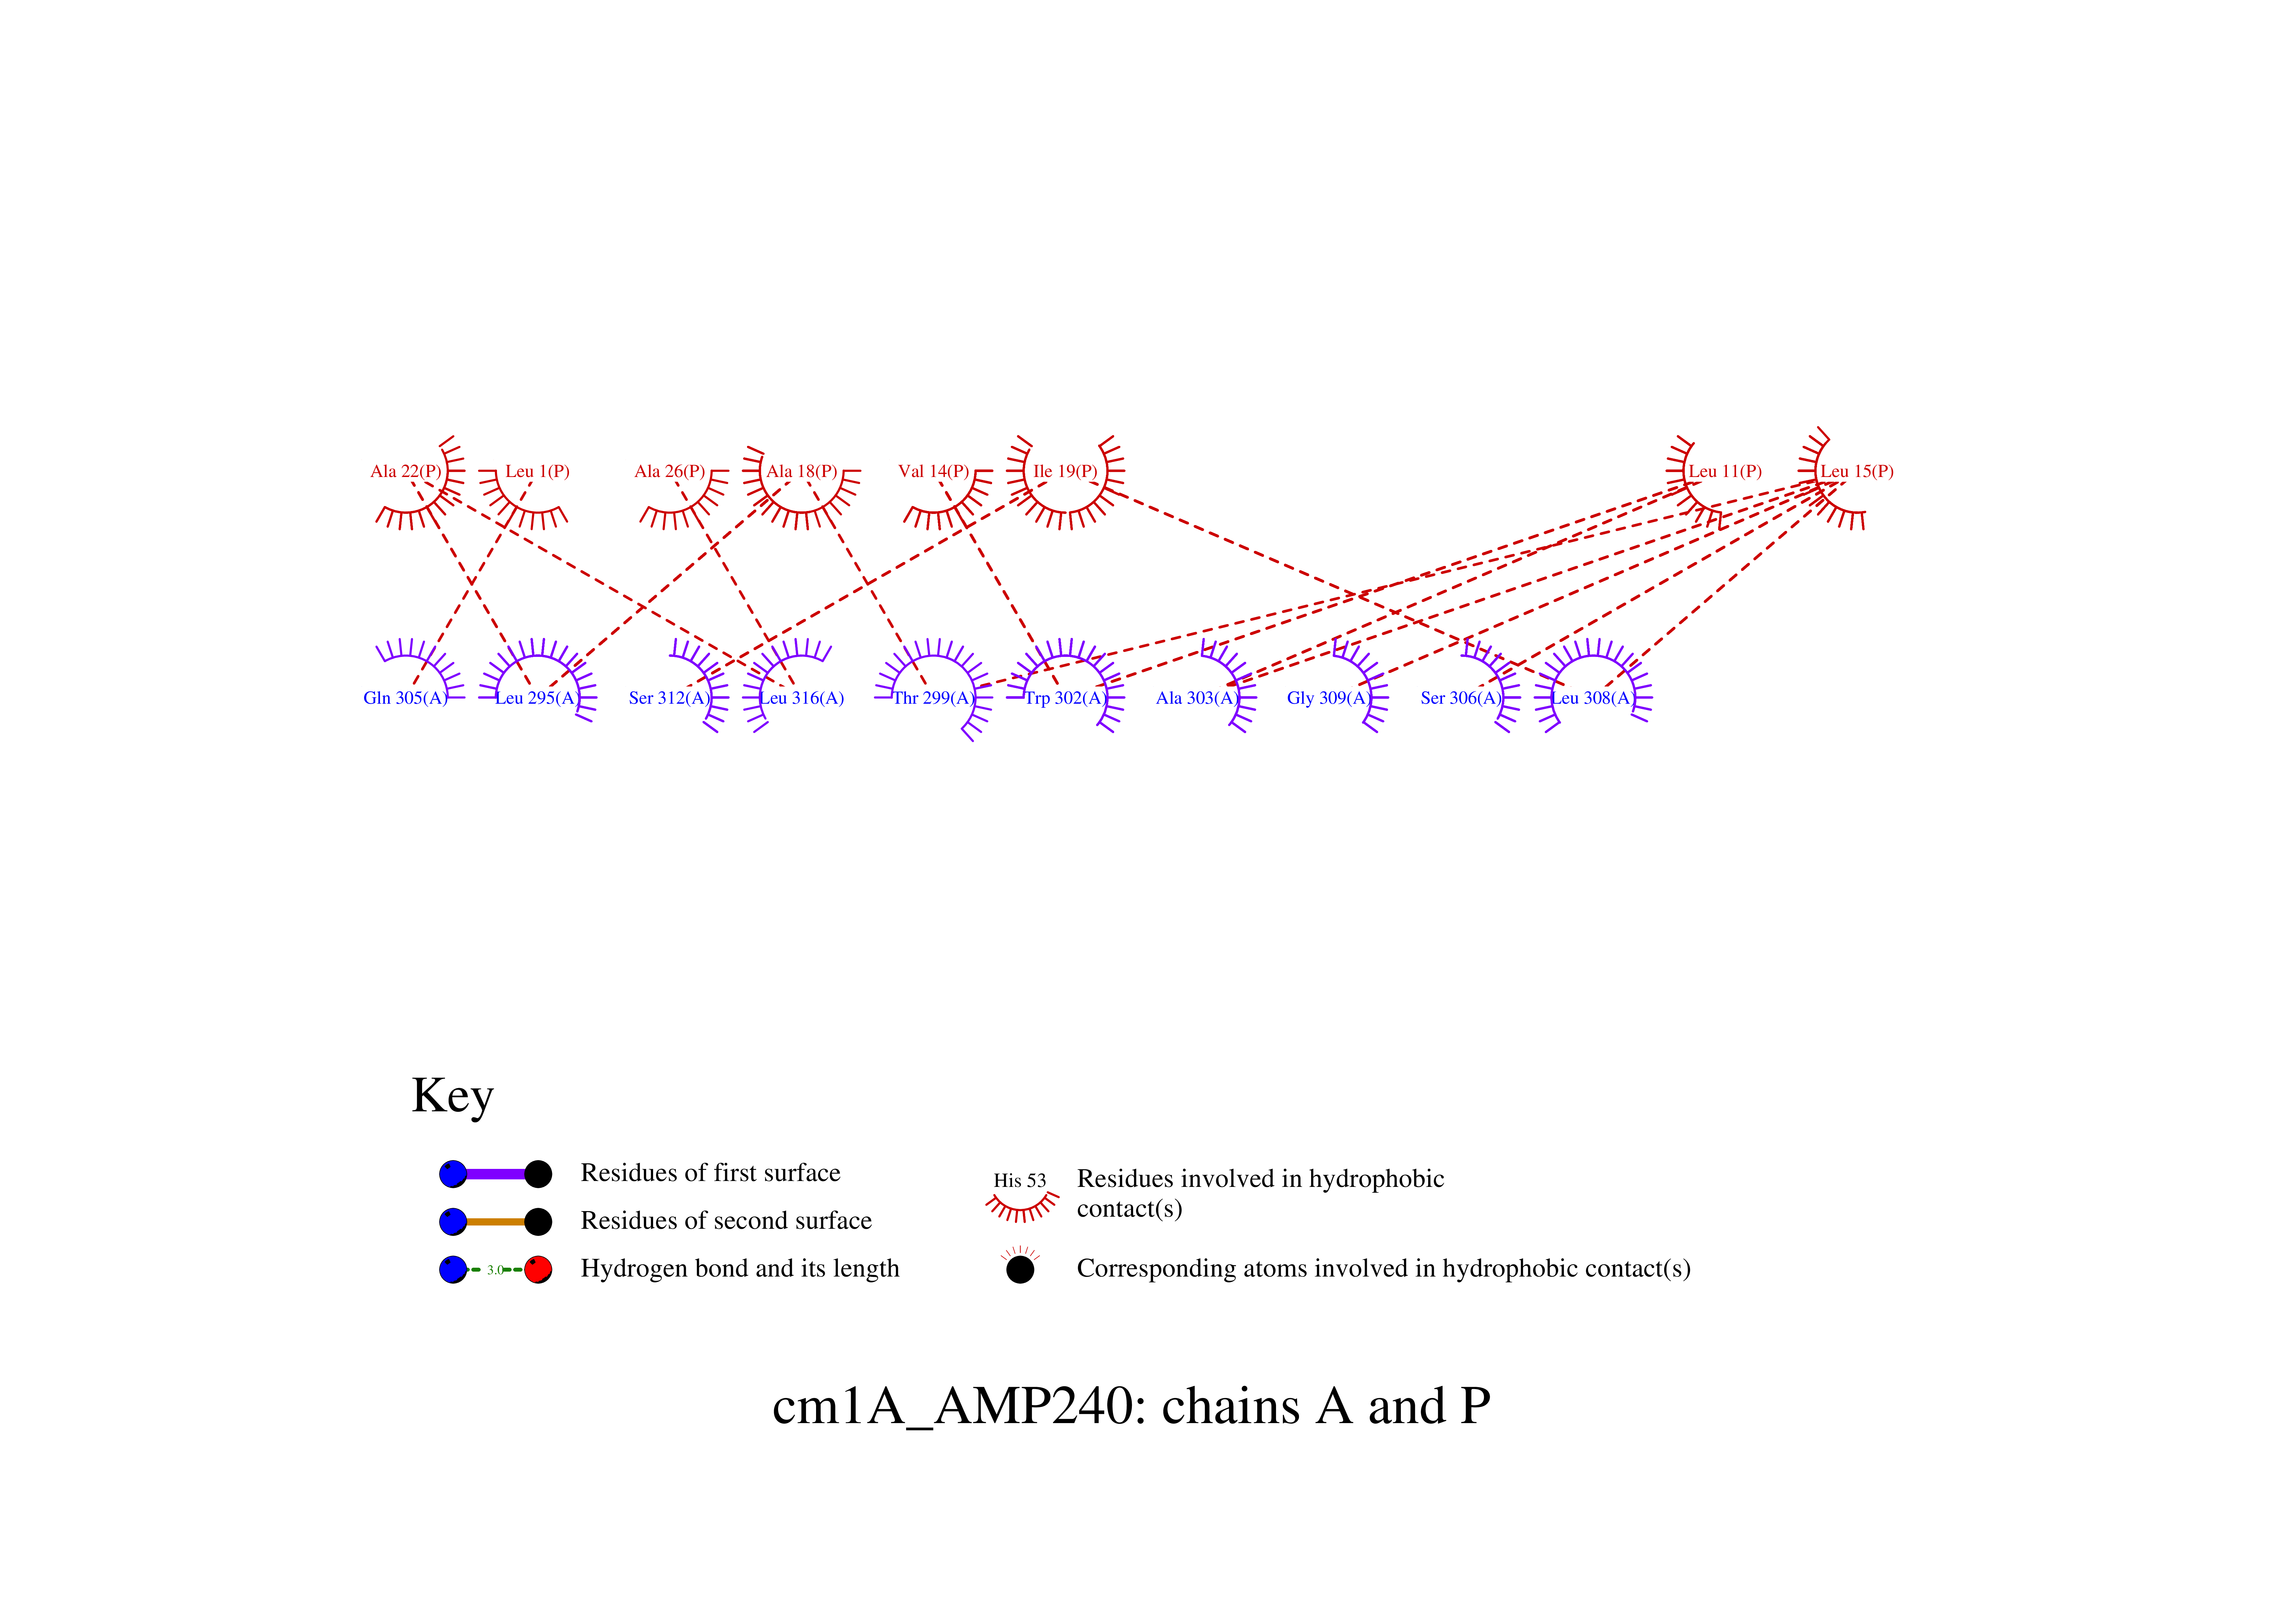 Ala 22(P) Leu 1(P) Ala 26(P) Ala 18(P) Val 14(P) Ile 19(P) Leu 11(P) Leu 15(P)
Gln 305(A) Leu 295(A) Ser 312(A) Leu 316(A) Thr 299(A) Trp 302(A) Ala 303(A) Gly 309(A) Ser 306(A) Leu 308(A)
Key
Residues of first surface
Residues of second surface
3.0
Hydrogen bond and its length
His 53
Residues involved in hydrophobic
contact(s)
Corresponding atoms involved in hydrophobic contact(s)
cm1A_AMP240: chains A and P